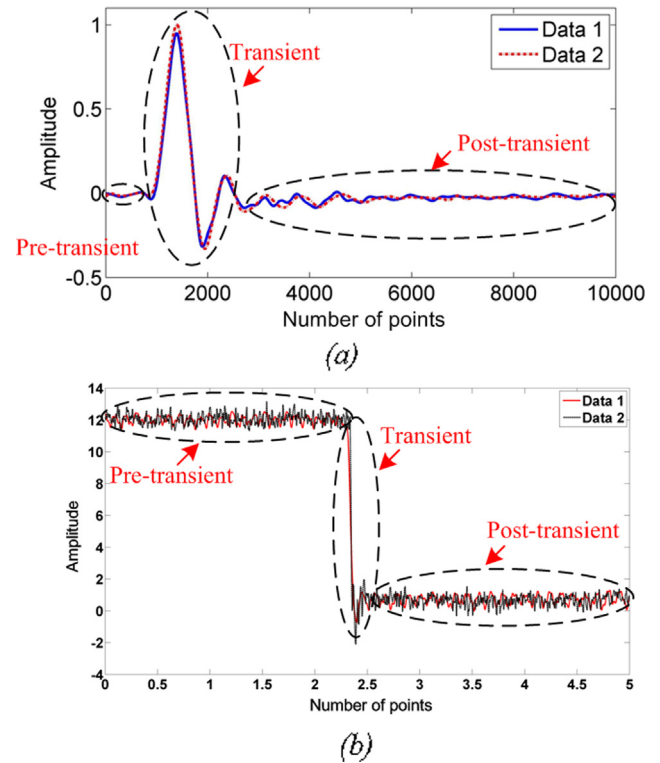 1
0.5
0
-0.5
Amplitude
Data 1
Data 2
Transient
Post-transient
Pre-transient
0 2000 4000 6000 8000 10000
Number of points
(a)
14
12
10
8
6
4
2
0
-2
-4
Amplitude
Data 1
Data 2
Transient
Pre-transient
Post-transient
0 0.5 1 1.5 2 2.5 3 3.5 4 4.5 5
Number of points
(b)